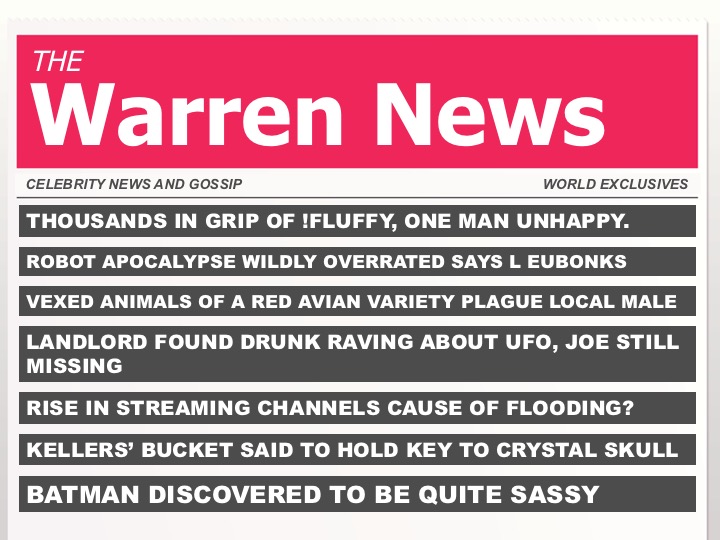 THE
Warren News
CELEBRITY NEWS AND GOSSIP WORLD EXCLUSIVES
THOUSANDS IN GRIP OF !FLUFFY, ONE MAN UNHAPPY.
ROBOT APOCALYPSE WILDLY OVERRATED SAYS L EUBONKS
VEXED ANIMALS OF A RED AVIAN VARIETY PLAGUE LOCAL MALE
LANDLORD FOUND DRUNK RAVING ABOUT UFO, JOE STILL
MISSING
RISE IN STREAMING CHANNELS CAUSE OF FLOODING?
KELLERS’ BUCKET SAID TO HOLD KEY TO CRYSTAL SKULL
BATMAN DISCOVERED TO BE QUITE SASSY